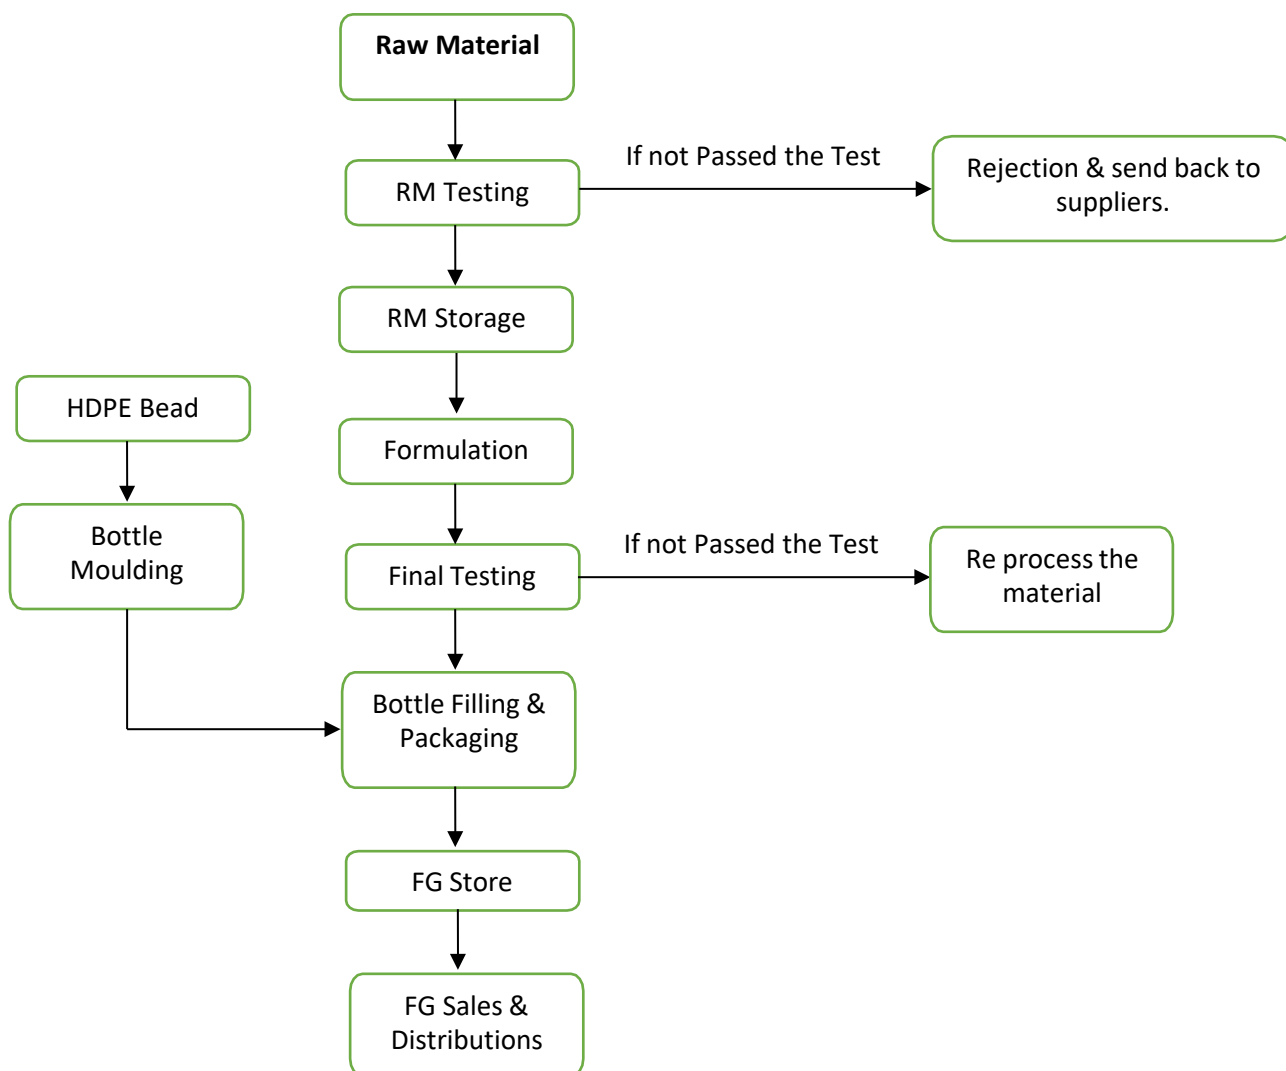 Raw Material
If not Passed the Test
RM Testing
Rejection & send back to
suppliers.
RM Storage
HDPE Bead
Formulation
Bottle
Moulding
If not Passed the Test
Final Testing
Re process the
material
Bottle Filling &
Packaging
FG Store
FG Sales &
Distributions